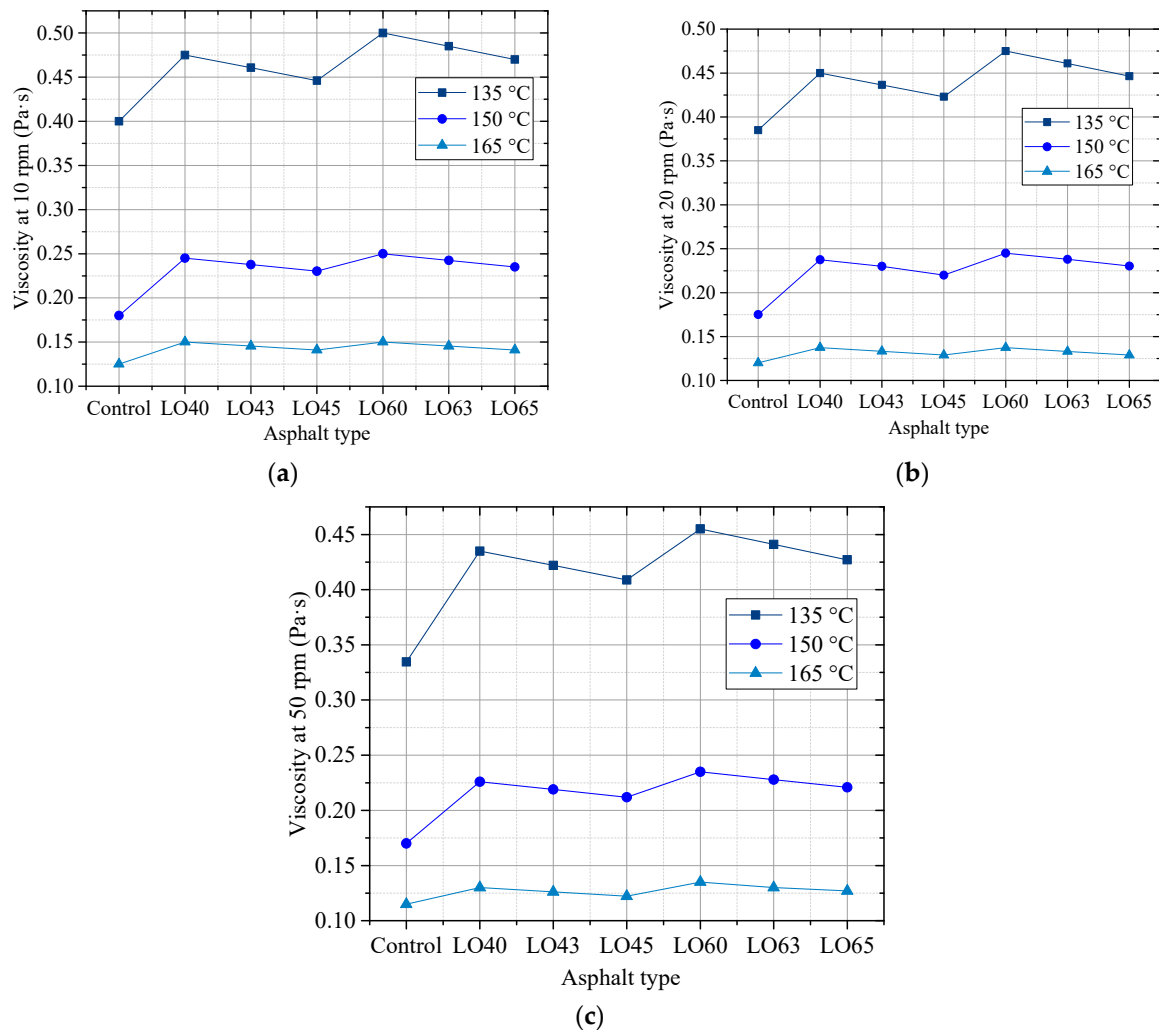 0.50
0.45
0.40
0.35
0.30
0.25
0.20
0.15
0.10
Viscosity at 10 rpm (Pa·s)
135 °C
150 °C
165 °C
Control LO40 LO43 LO45 LO60 LO63 LO65
Asphalt type
(a)
0.50
0.45
0.40
0.35
0.30
0.25
0.20
0.15
0.10
Viscosity at 20 rpm (Pa·s)
135 °C
150 °C
165 °C
Control LO40 LO43 LO45 LO60 LO63 LO65
Asphalt type
(b)
0.45
0.40
0.35
0.30
0.25
0.20
0.15
0.10
Viscosity at 50 rpm (Pa·s)
135 °C
150 °C
165 °C
Control LO40 LO43 LO45 LO60 LO63 LO65
Asphalt type
(c)